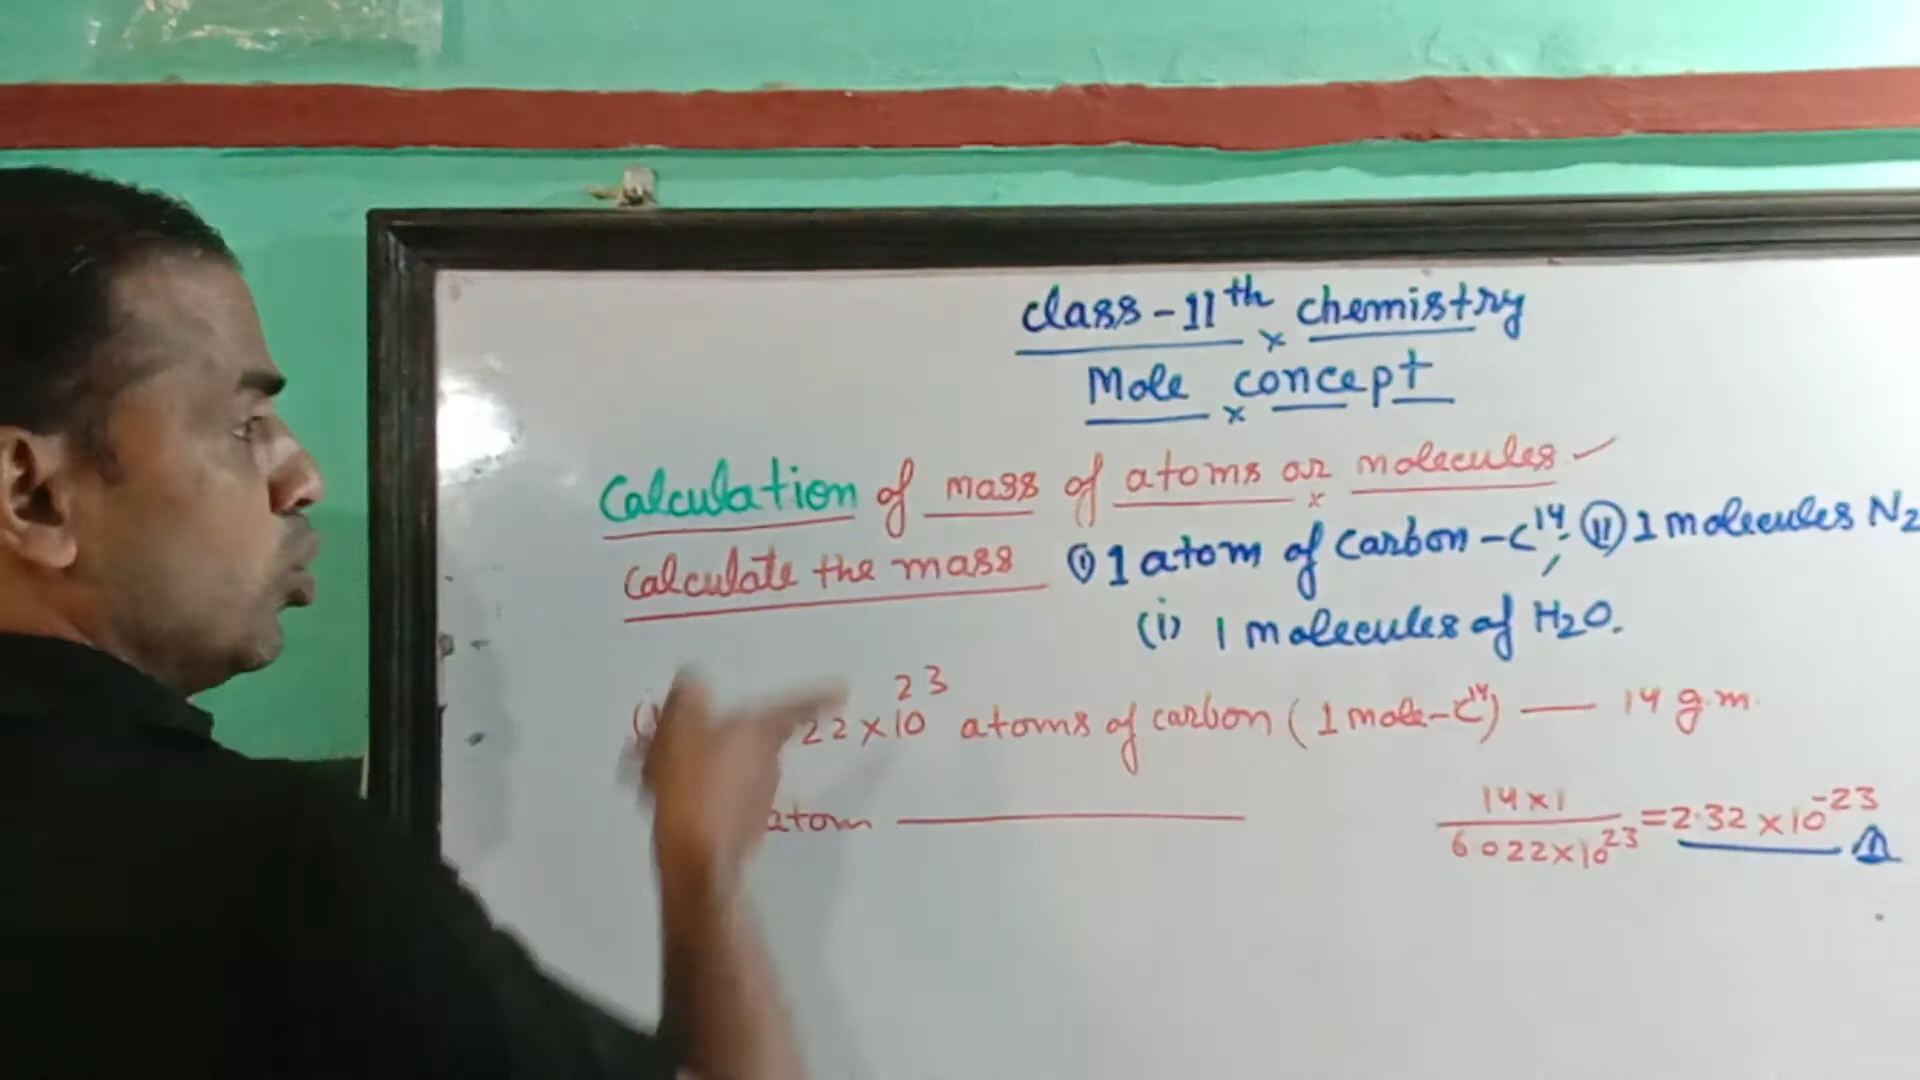 class-11th chemistry
Mole concept
Calculation of mass of atoms or molecules
calculate the mass (i) 1 atom of carbon-C14 (II) 1 molecules N2
(i) 1 molecules of H2O.
22×10 23 atoms of carbon (1 mole-C14) — 14 g.m.
atom — 14×1 / 6022×10 23 = 2.32×10 -23